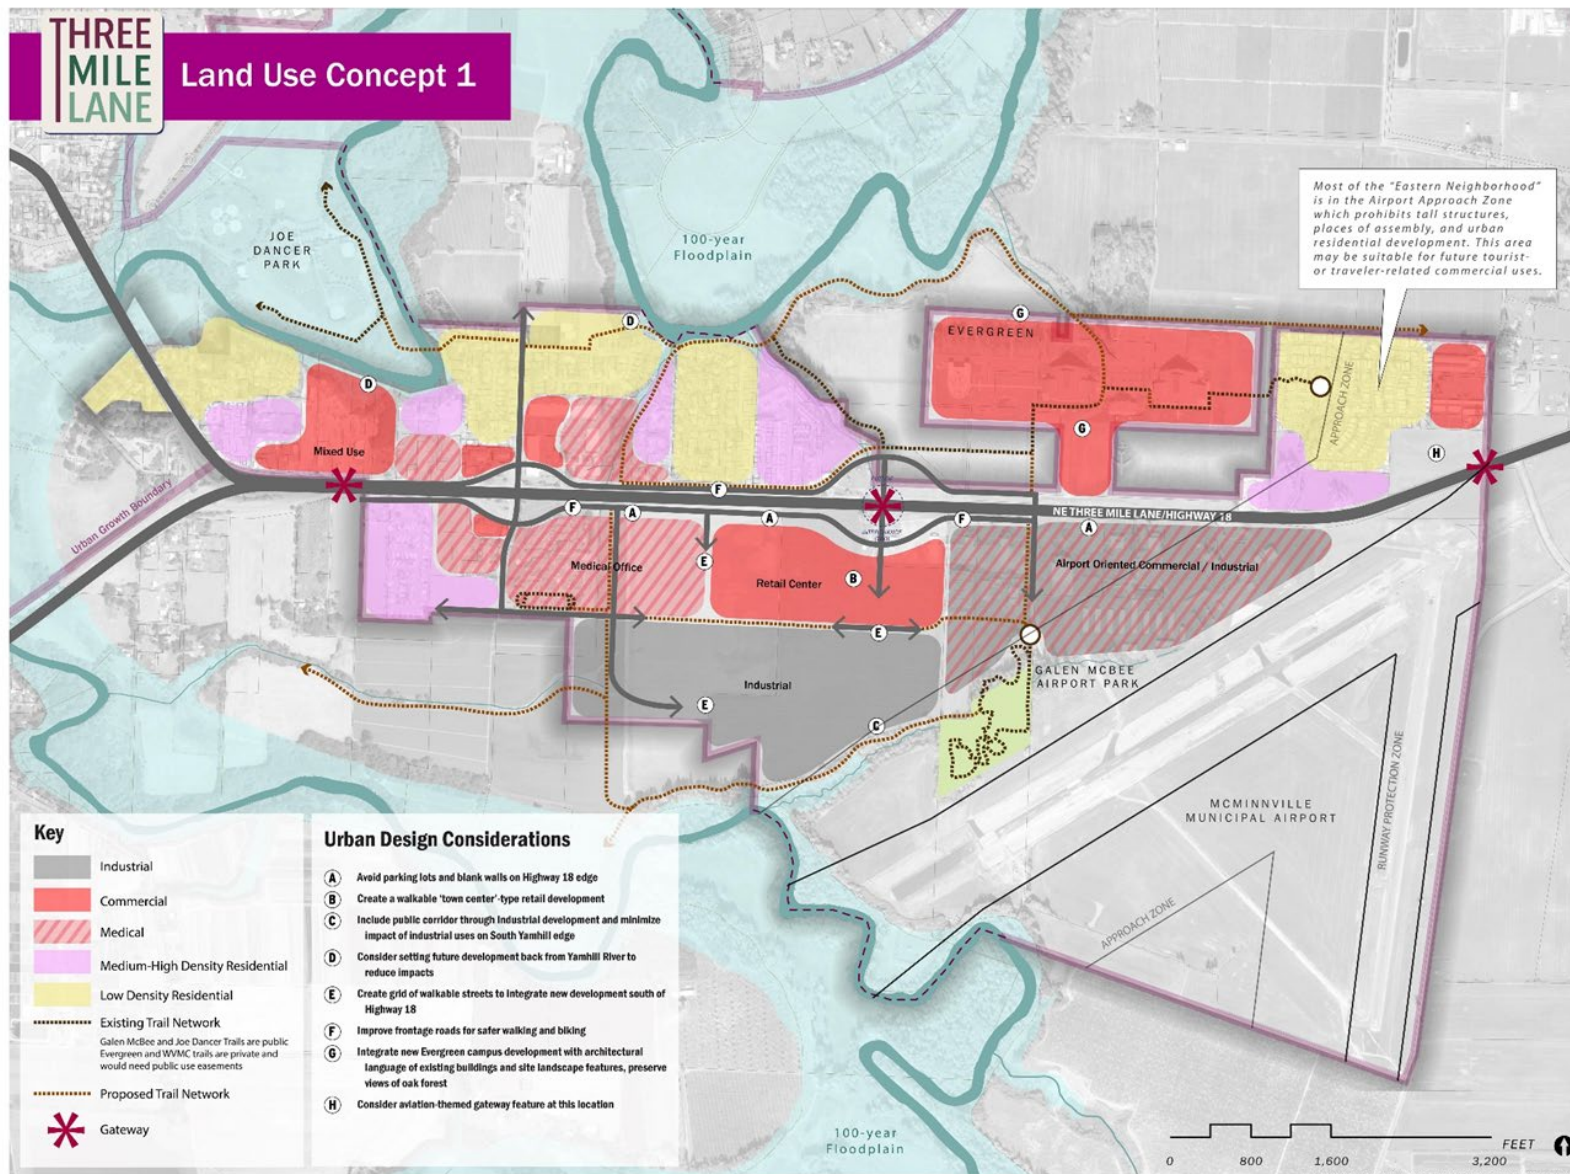 THREE
MILE
LANE
Land Use Concept 1
Most of the "Eastern Neighborhood"
is in the Airport Approach Zone
which prohibits tall structures,
places of assembly, and urban
residential development. This area
may be suitable for future tourist-
or traveler-related commercial uses.
JOE
DANCER
PARK
100-year
Floodplain
G
EVERGREEN
D
D
APPROACH ZONE
G
H
Mixed Use
Urban Growth Boundary
F
NE THREE MILE LANE/HIGHWAY 18
F
A
A
F
A
Medical Office
E
Retail Center
B
Airport Oriented Commercial / Industrial
E
GALEN MCBEE
AIRPORT PARK
Industrial
E
C
MCMINNVILLE
MUNICIPAL AIRPORT
RUNWAY PROTECTION ZONE
APPROACH ZONE
Key
Industrial
Commercial
Medical
Medium-High Density Residential
Low Density Residential
Existing Trail Network
Galen McBee and Joe Dancer Trails are public
Evergreen and WVMC trails are private and
would need public use easements
Proposed Trail Network
Gateway
Urban Design Considerations
A Avoid parking lots and blank walls on Highway 18 edge
B Create a walkable 'town center'-type retail development
C Include public corridor through Industrial development and minimize
impact of industrial uses on South Yamhill edge
D Consider setting future development back from Yamhill River to
reduce impacts
E Create grid of walkable streets to integrate new development south of
Highway 18
F Improve frontage roads for safer walking and biking
G Integrate new Evergreen campus development with architectural
language of existing buildings and site landscape features, preserve
views of oak forest
H Consider aviation-themed gateway feature at this location
100-year
Floodplain
FEET
0 800 1,600 3,200